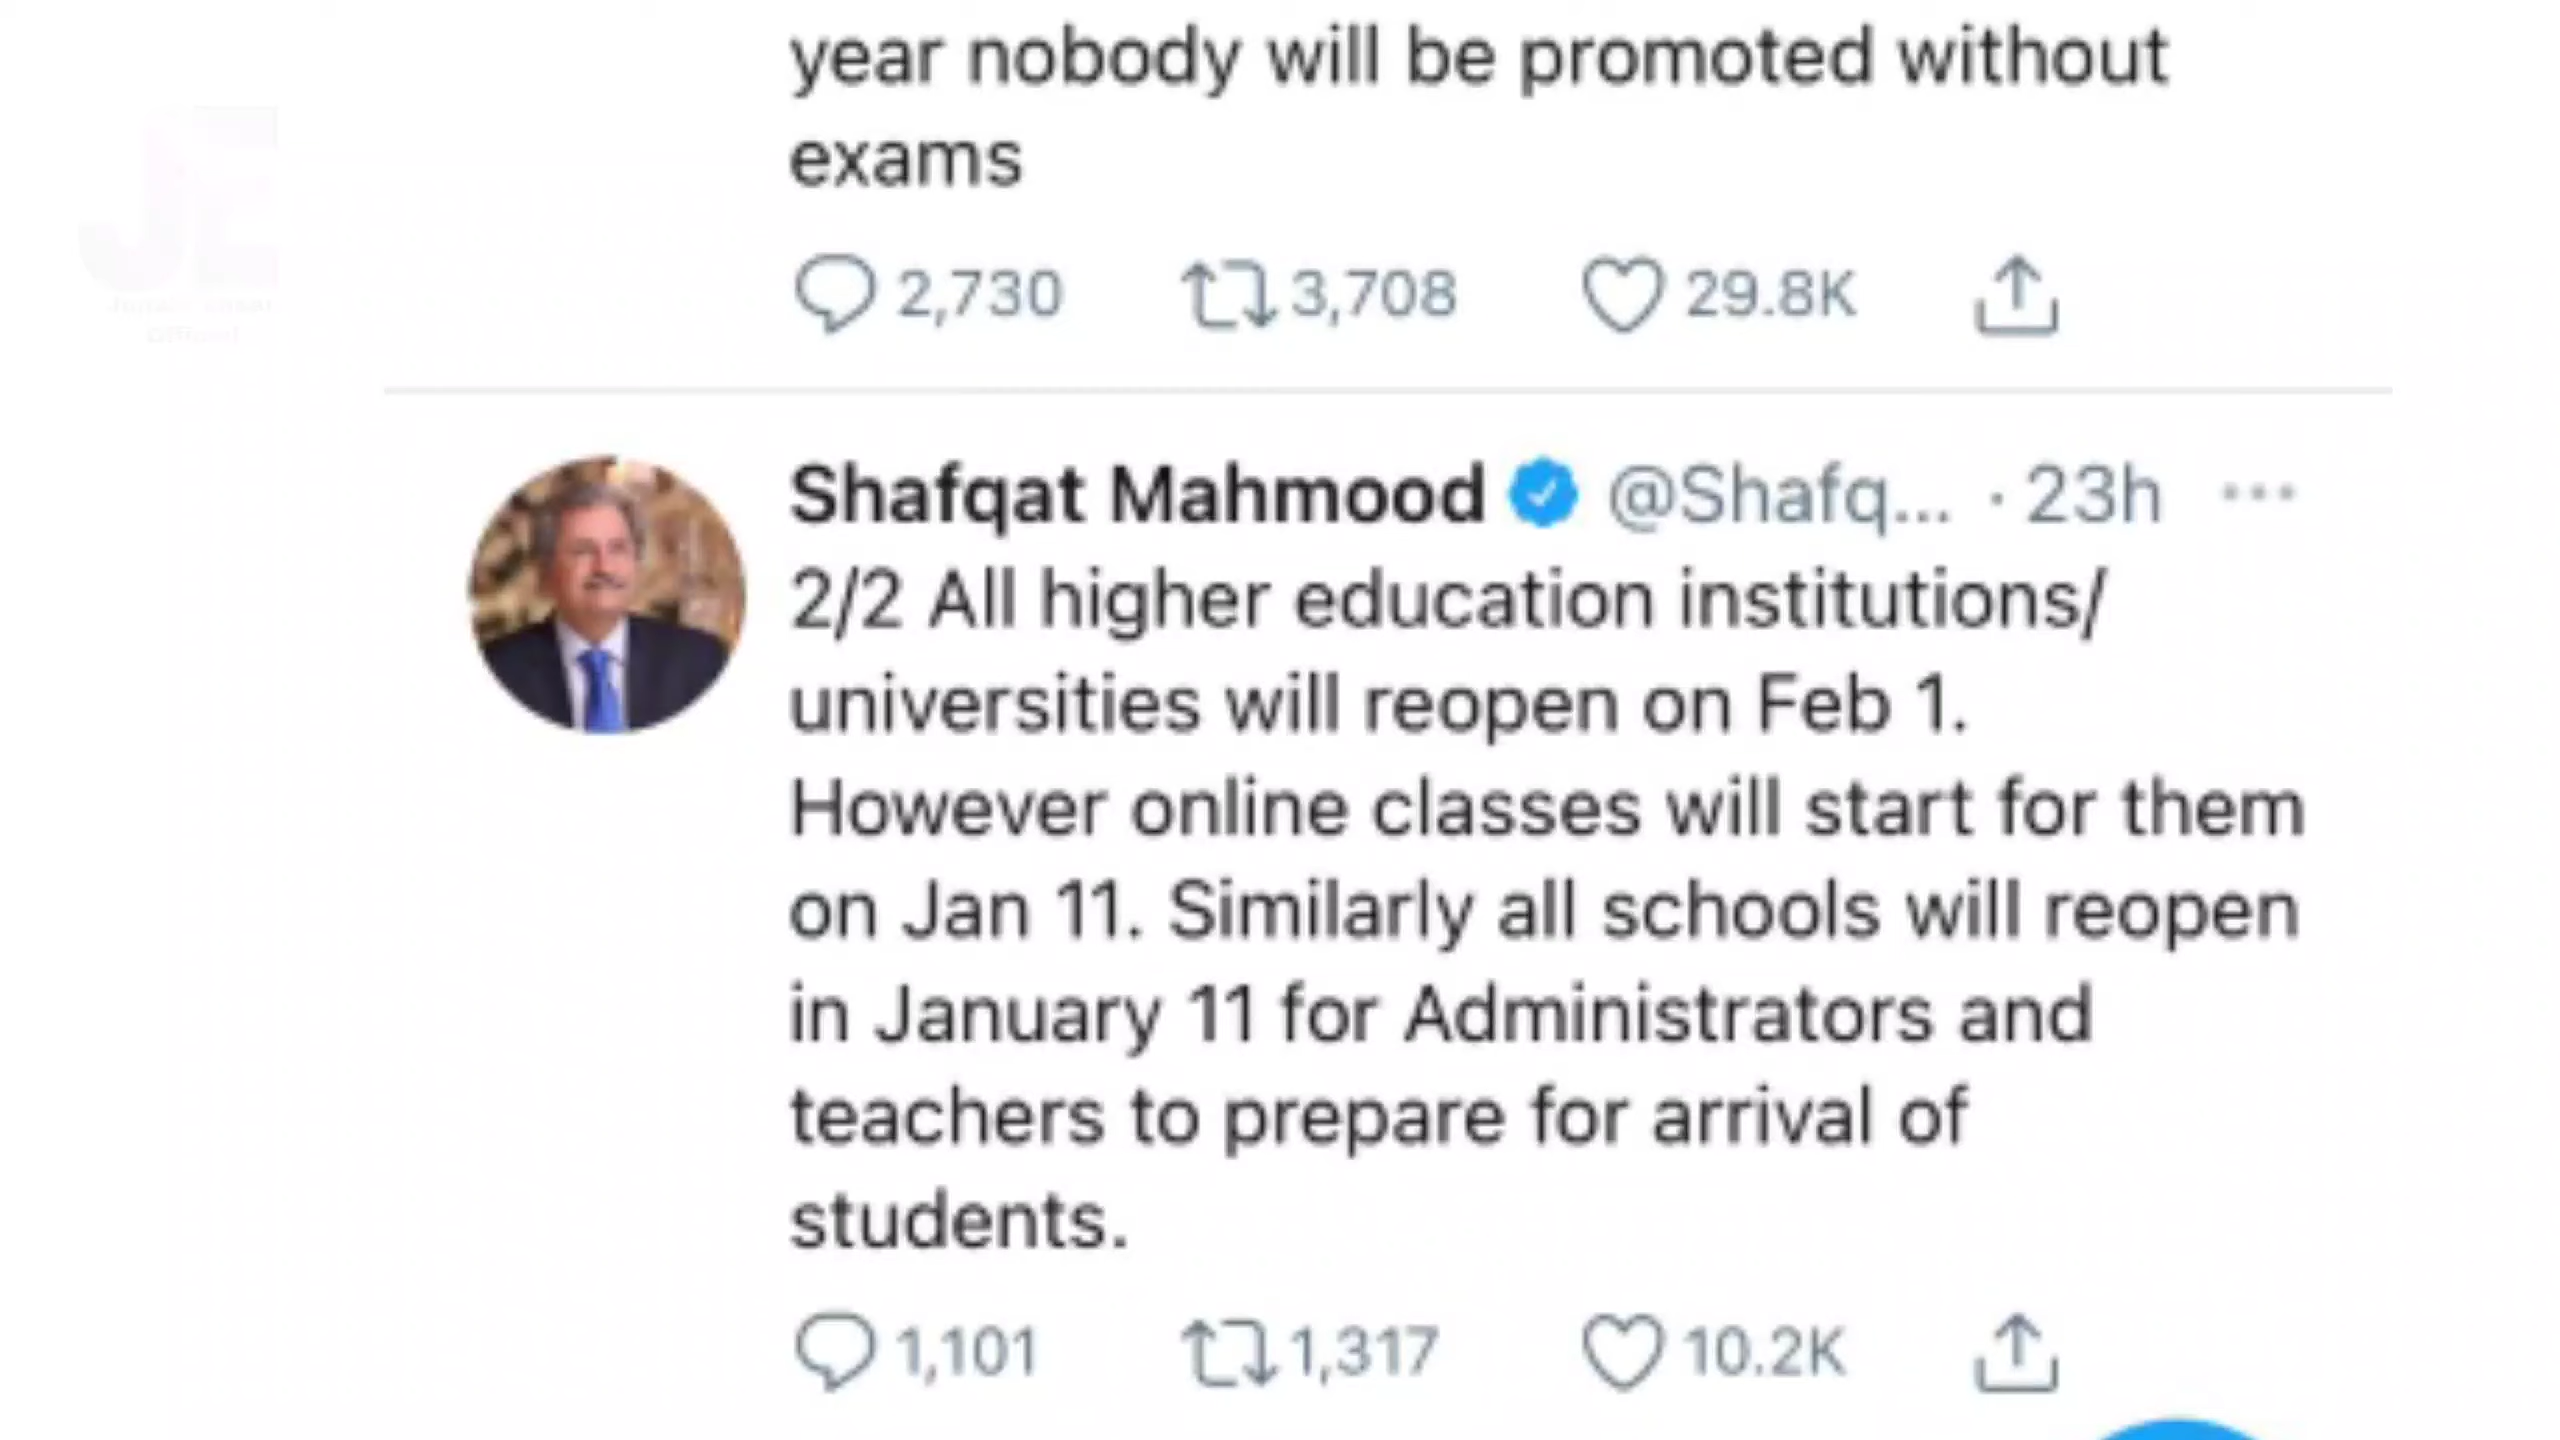 year nobody will be promoted without
exams
2,730 3,708 29.8K
Shafqat Mahmood @Shafq... · 23h ...
2/2 All higher education institutions/
universities will reopen on Feb 1.
However online classes will start for them
on Jan 11. Similarly all schools will reopen
in January 11 for Administrators and
teachers to prepare for arrival of
students.
1,101 1,317 10.2K
JE